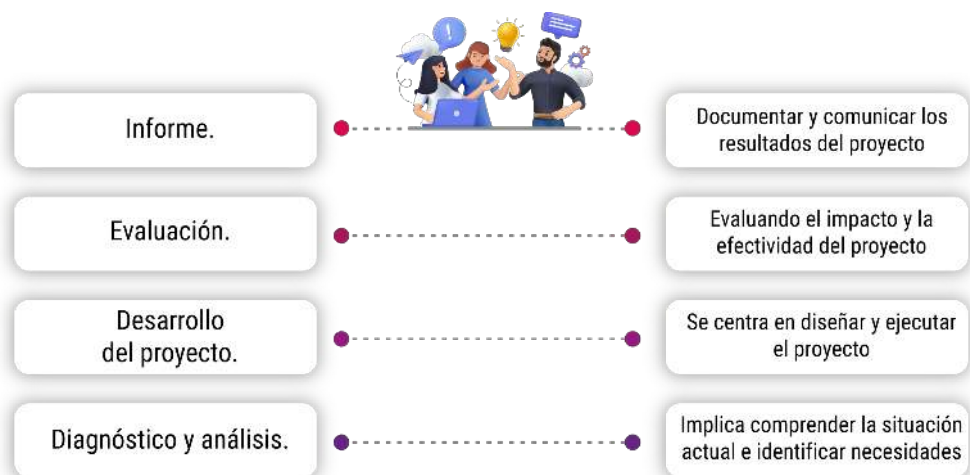 Informe.
Documentar y comunicar los
resultados del proyecto
Evaluación.
Evaluando el impacto y la
efectividad del proyecto
Desarrollo
del proyecto.
Se centra en diseñar y ejecutar
el proyecto
Diagnóstico y análisis.
Implica comprender la situación
actual e identificar necesidades